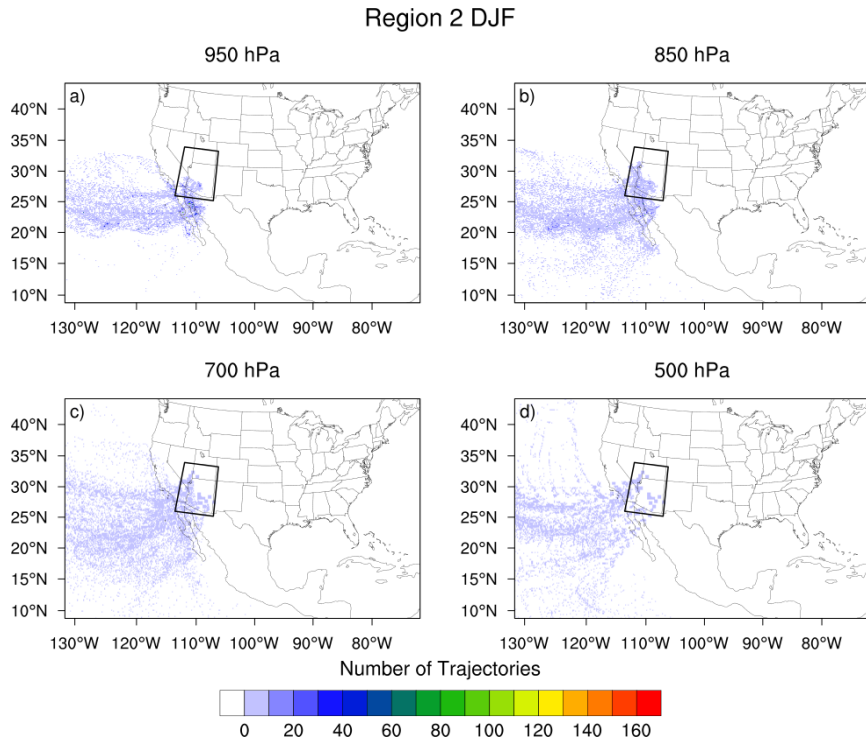 Region 2 DJF
950 hPa
850 hPa
a)
40°N
35°N
30°N
25°N
20°N
15°N
10°N
130°W 120°W 110°W 100°W 90°W 80°W
b)
40°N
35°N
30°N
25°N
20°N
15°N
10°N
130°W 120°W 110°W 100°W 90°W 80°W
700 hPa
500 hPa
c)
40°N
35°N
30°N
25°N
20°N
15°N
10°N
130°W 120°W 110°W 100°W 90°W 80°W
d)
40°N
35°N
30°N
25°N
20°N
15°N
10°N
130°W 120°W 110°W 100°W 90°W 80°W
Number of Trajectories
0 20 40 60 80 100 120 140 160